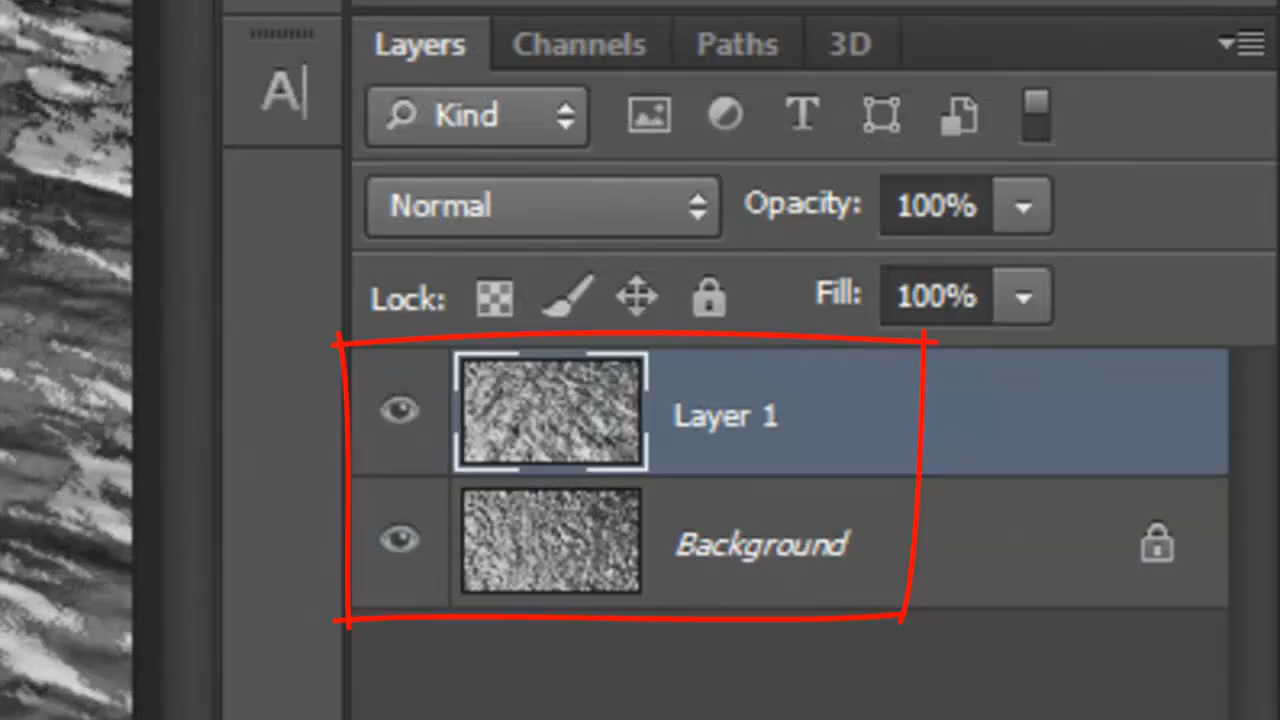 Layers Channels Paths 3D
A|
Kind T
Normal Opacity: 100%
Lock: Fill: 100%
Layer 1
Background